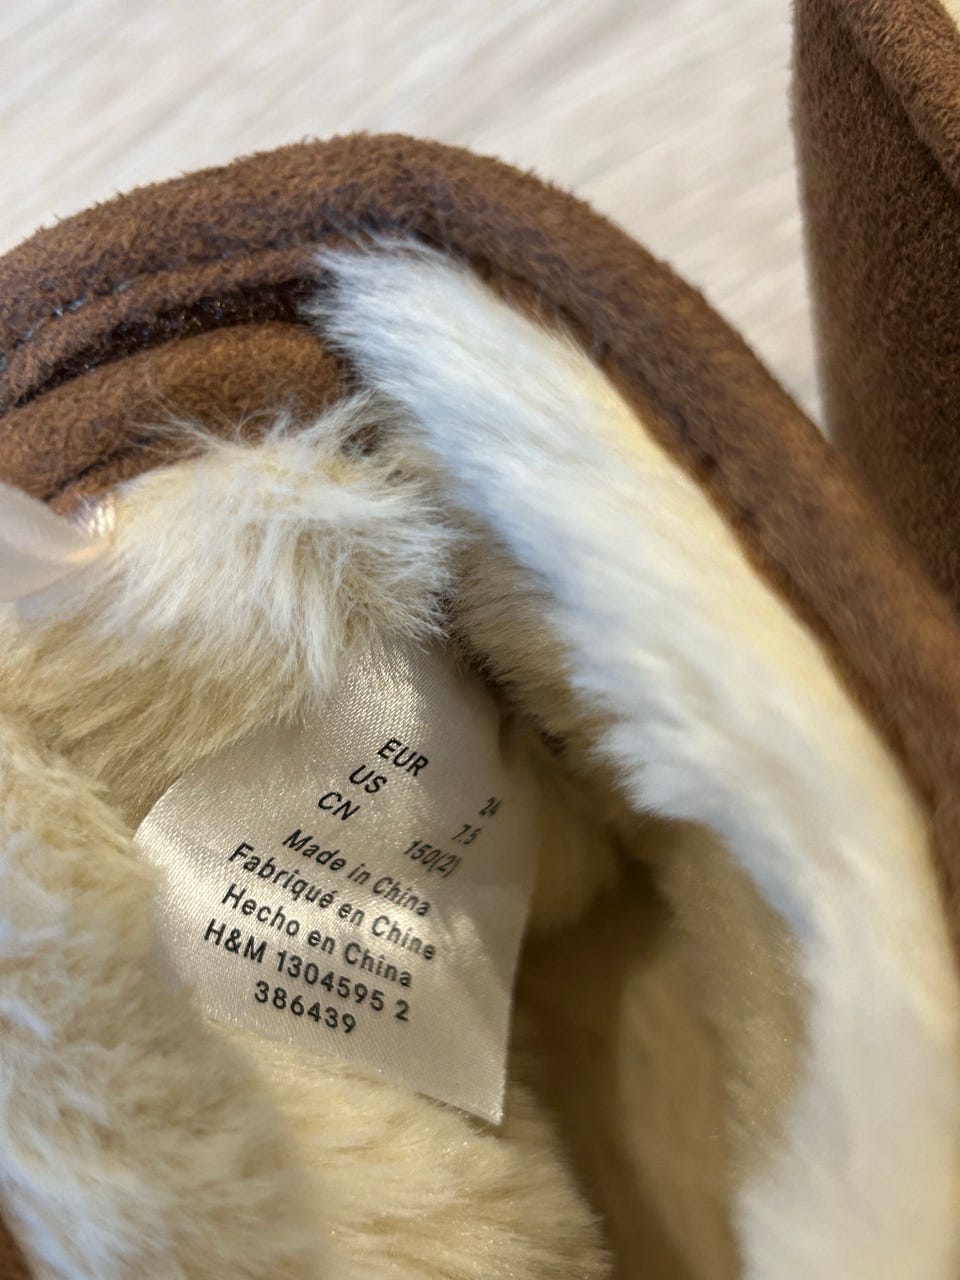 EUR 24
US 7.5
CN 150(2)
Made in China
Fabriqué en Chine
Hecho en China
H&M 1304595 2
386439